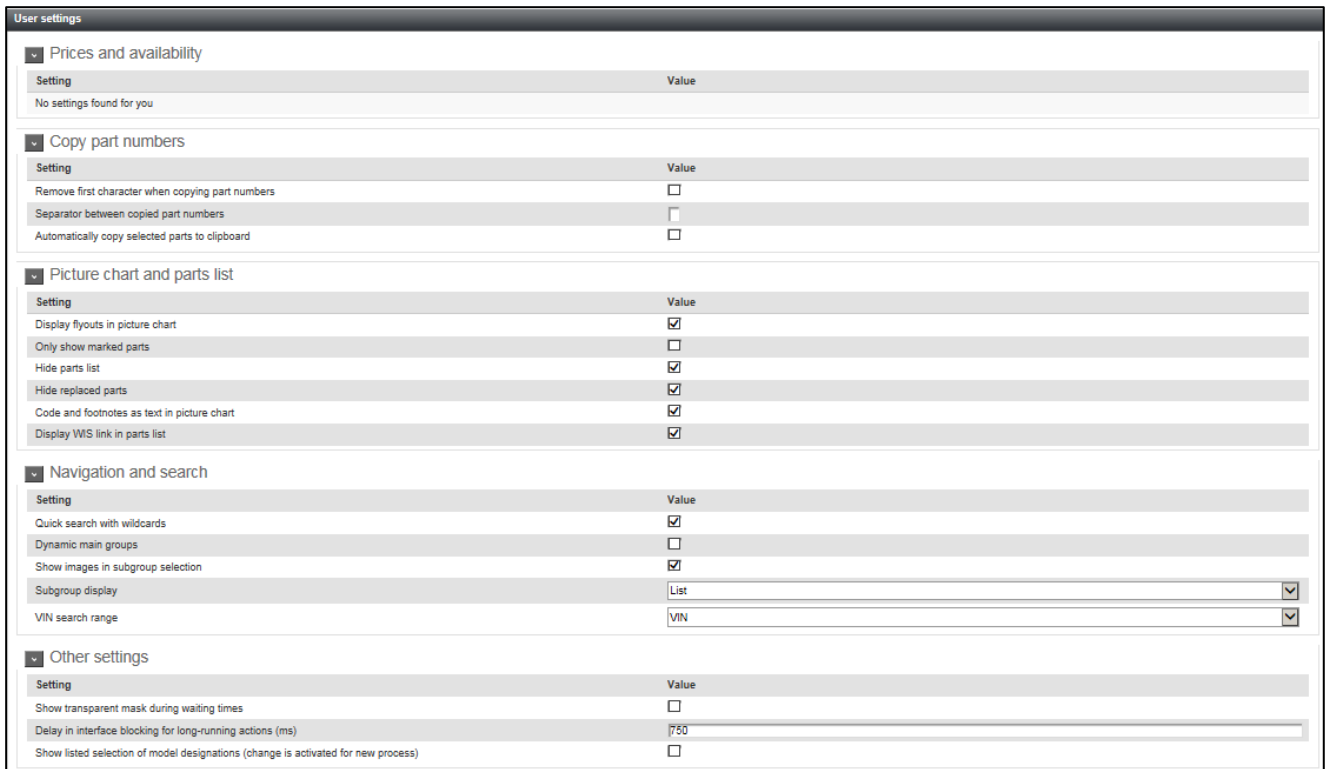 User settings
Prices and availability
Setting Value
No settings found for you
Copy part numbers
Setting Value
Remove first character when copying part numbers
Separator between copied part numbers
Automatically copy selected parts to clipboard
Picture chart and parts list
Setting Value
Display flyouts in picture chart
Only show marked parts
Hide parts list
Hide replaced parts
Code and footnotes as text in picture chart
Display WIS link in parts list
Navigation and search
Setting Value
Quick search with wildcards
Dynamic main groups
Show images in subgroup selection
Subgroup display List
VIN search range VIN
Other settings
Setting Value
Show transparent mask during waiting times
Delay in interface blocking for long-running actions (ms) 750
Show listed selection of model designations (change is activated for new process)